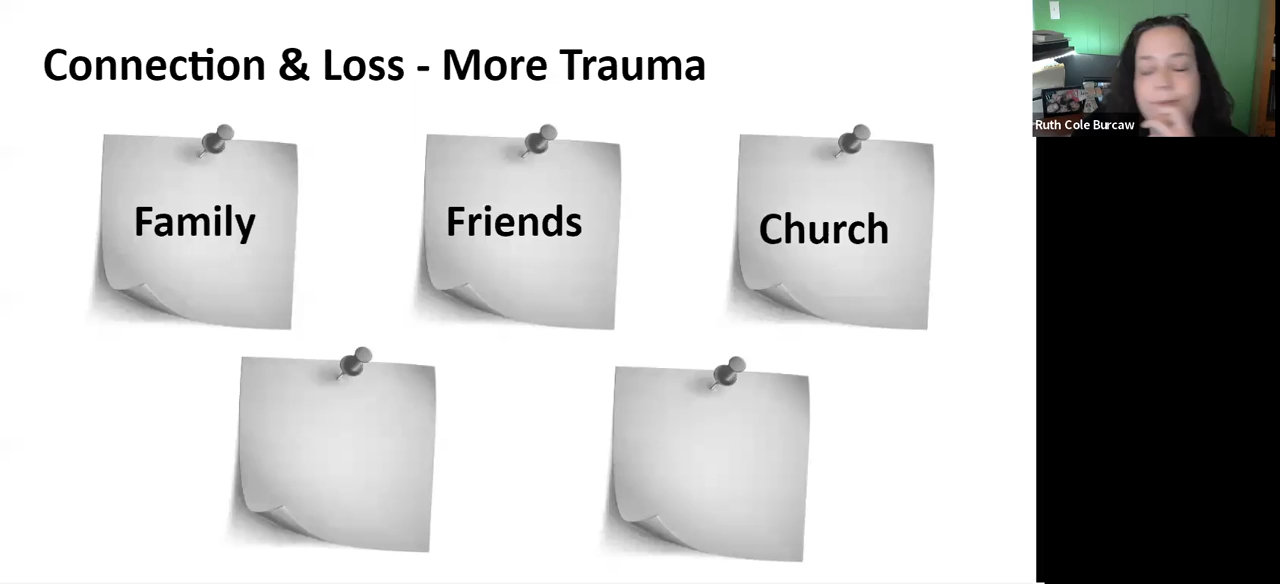 Connection & Loss - More Trauma
Ruth Cole Burcaw
Family
Friends
Church